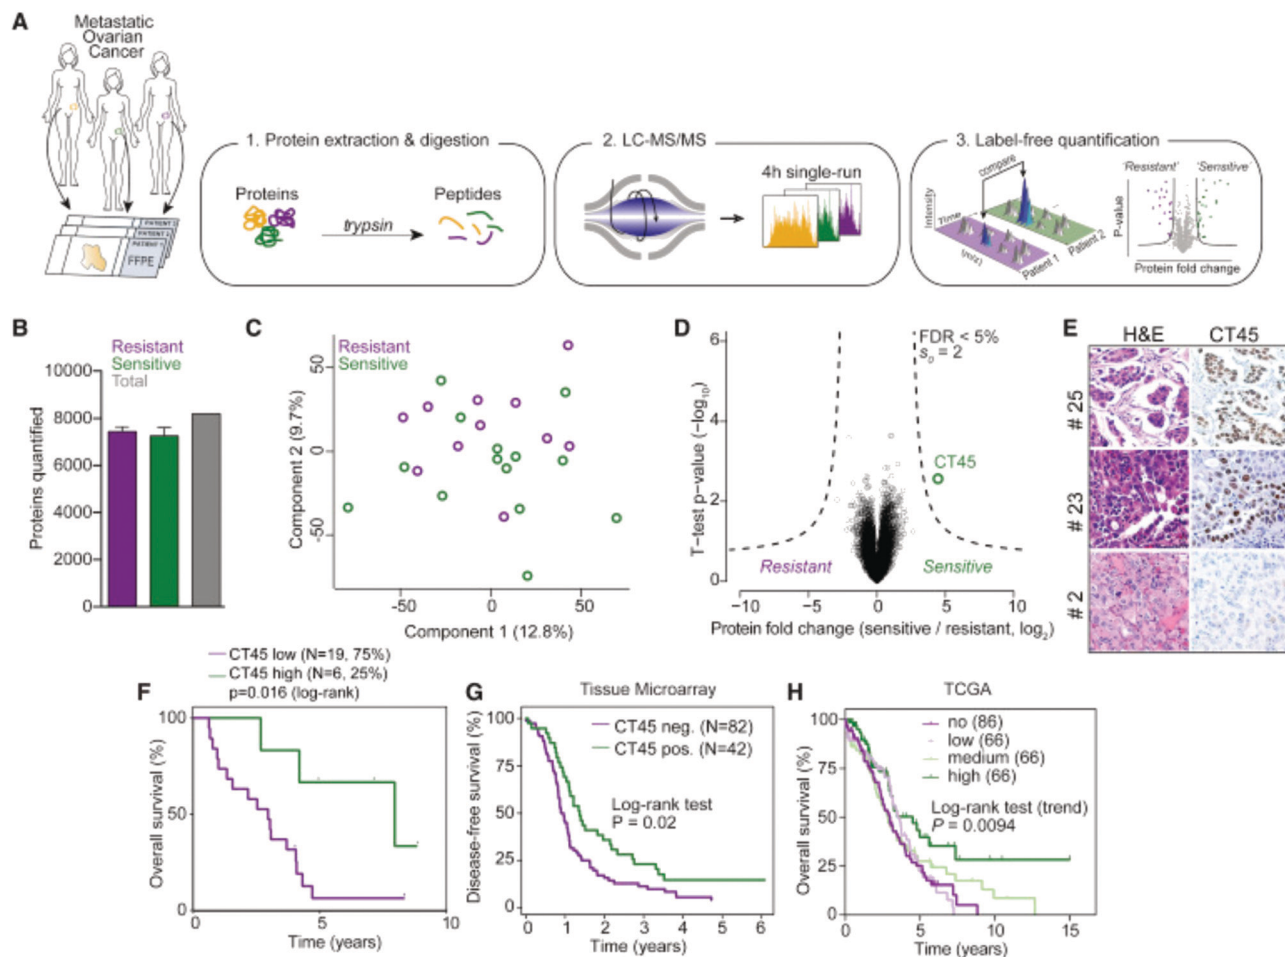 A
Metastatic
Ovarian
Cancer
PATIENT
PATIENT
PATIENT
FFPE
1. Protein extraction & digestion
Proteins
Peptides
trypsin
2. LC-MS/MS
4h single-run
3. Label-free quantification
compare
Intensity
Time
(m/z)
Patient 1
Patient 2
'Resistant'
'Sensitive'
P-value
Protein fold change
B
Resistant
Sensitive
Total
Proteins quantified
10000
8000
6000
4000
2000
0
C
Resistant
Sensitive
Component 2 (9.7%)
50
0
-50
-50
0
50
Component 1 (12.8%)
D
FDR < 5%
s0 = 2
T-test p-value (-log10)
6
4
2
0
CT45
Resistant
Sensitive
-10
-5
0
5
10
Protein fold change (sensitive / resistant, log2)
E
H&E
CT45
# 25
# 23
# 2
CT45 low (N=19, 75%)
CT45 high (N=6, 25%)
p=0.016 (log-rank)
F
Overall survival (%)
100
50
0
0
5
10
Time (years)
G
Tissue Microarray
CT45 neg. (N=82)
CT45 pos. (N=42)
Log-rank test
P = 0.02
Disease-free survival (%)
100
75
50
25
0
0
1
2
3
4
5
6
Time (years)
H
TCGA
no (86)
low (66)
medium (66)
high (66)
Log-rank test (trend)
P = 0.0094
Overall survival (%)
100
75
50
25
0
0
5
10
15
Time (years)